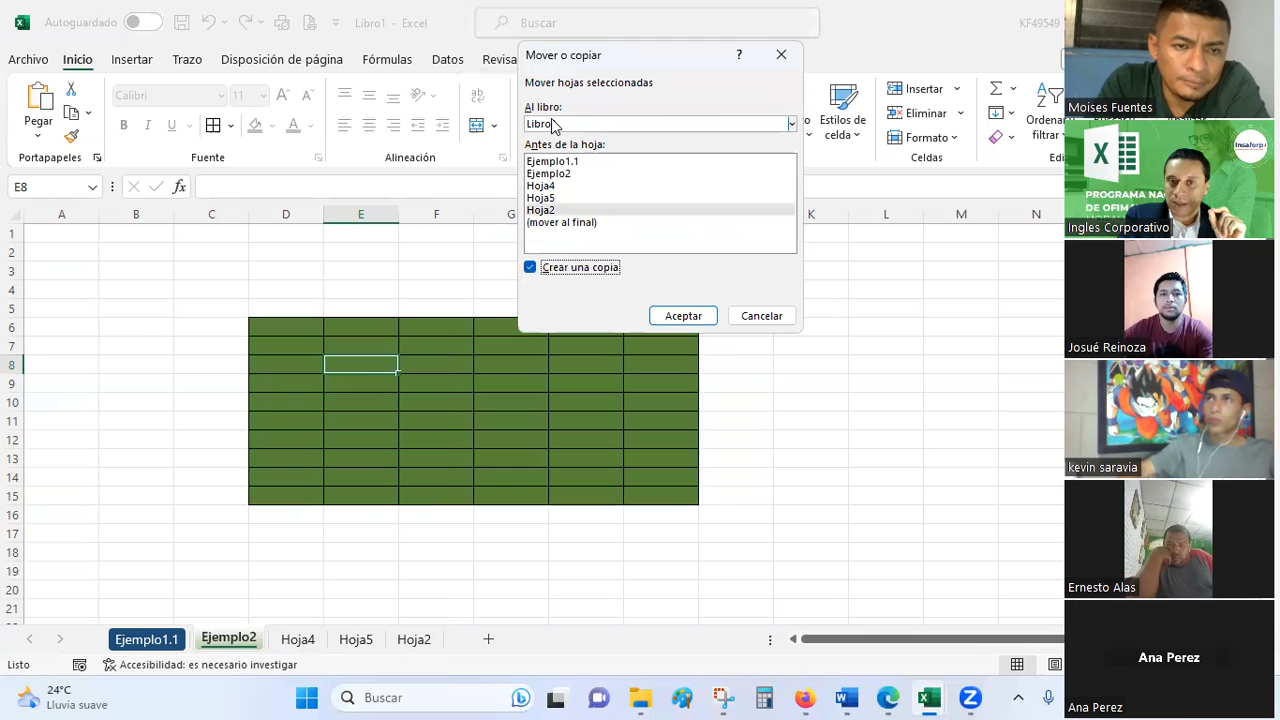 Autoguardado
Libro1 - Excel
Buscar
KF49549
Archivo
Inicio
Insertar
Trazo
Disposición de página
Fórmulas
Datos
Revisa
Pegar
Portapapeles
Calibri
11
N
K
S
Fuente
ab
Alineación
Estilos de
celda
Insertar
Eliminar
Formato
Celdas
Ordenar
filtrar
Mover o copiar
?
Mover hojas seleccionadas
Al libro:
Libro
Antes de la hoja:
Ejemplo1.1
Ejemplo2
Hoja4
Hoja5
Hoja2
(mover al final)
Crear una copia
Aceptar
Cancelar
E8
fx
A B C D E F G K L M N
1
2
3
4
5
6
7
8
9
10
11
12
13
14
15
16
17
18
19
20
21
Ejemplo1.1
Ejemplo2
Hoja4
Hoja5
Hoja2
Listo
Accesibilidad: es necesario investigar
24°C
Lluvia suave
Buscar
Moises Fuentes
Insaforp
PROGRAMA NA
DE OFIM
Ingles Corporativo
Josué Reinoza
kevin saravia
Ernesto Alas
Ana Perez
Ana Perez